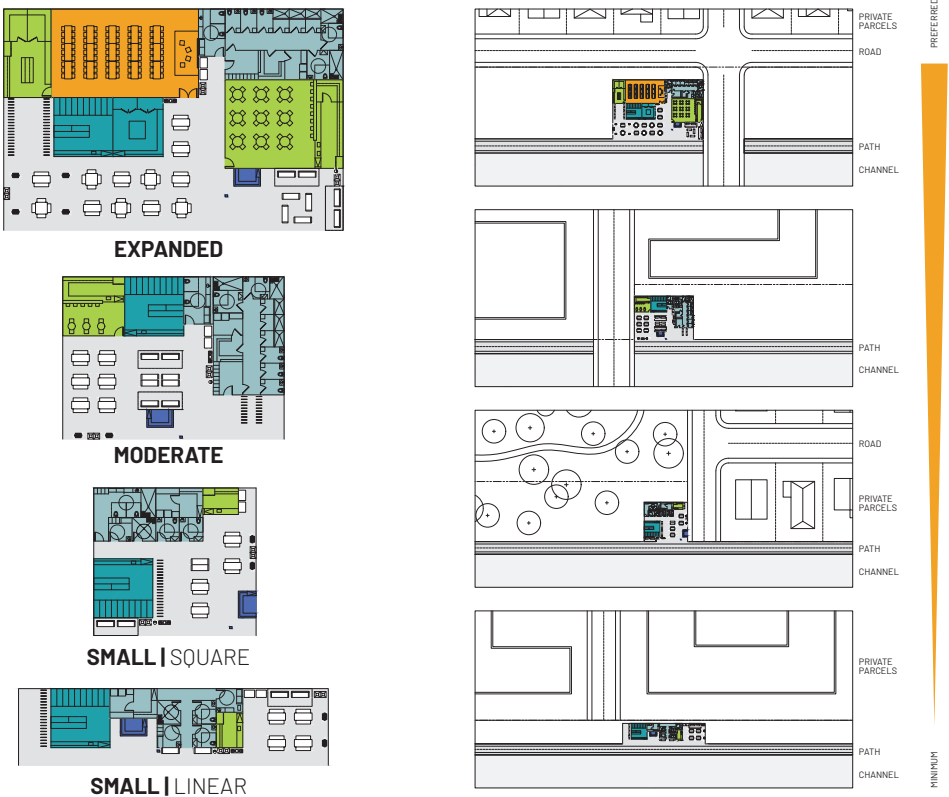 EXPANDED
MODERATE
SMALL | SQUARE
SMALL | LINEAR
PRIVATE
PARCELS
ROAD
PATH
CHANNEL
PATH
CHANNEL
ROAD
PRIVATE
PARCELS
PATH
CHANNEL
PRIVATE
PARCELS
PATH
CHANNEL
PREFERRED
MINIMUM